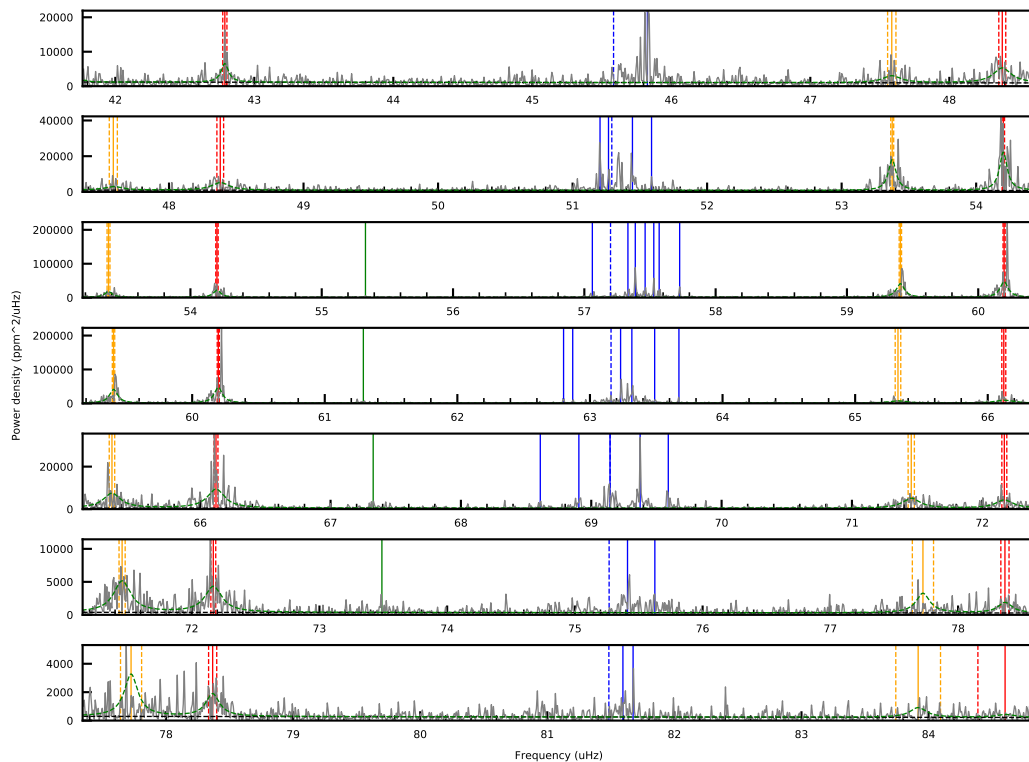 20000
10000
0
42 43 44 45 46 47 48
40000
20000
0
48 49 50 51 52 53 54
200000
100000
0
54 55 56 57 58 59 60
Power density (ppm^2/uHz)
200000
100000
0
60 61 62 63 64 65 66
20000
0
66 67 68 69 70 71 72
10000
5000
0
72 73 74 75 76 77 78
4000
2000
0
78 79 80 81 82 83 84
Frequency (uHz)